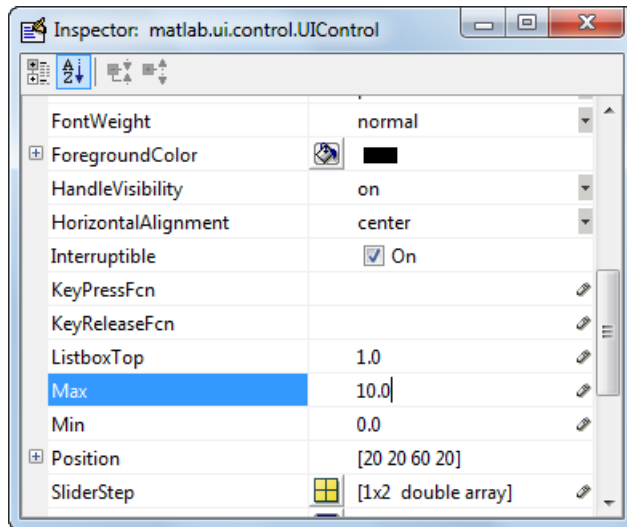 Inspector: matlab.ui.control.UIControl
FontWeight normal
ForegroundColor
HandleVisibility on
HorizontalAlignment center
Interruptible On
KeyPressFcn
KeyReleaseFcn
ListboxTop 1.0
Max 10.0
Min 0.0
Position [20 20 60 20]
SliderStep [1x2 double array]